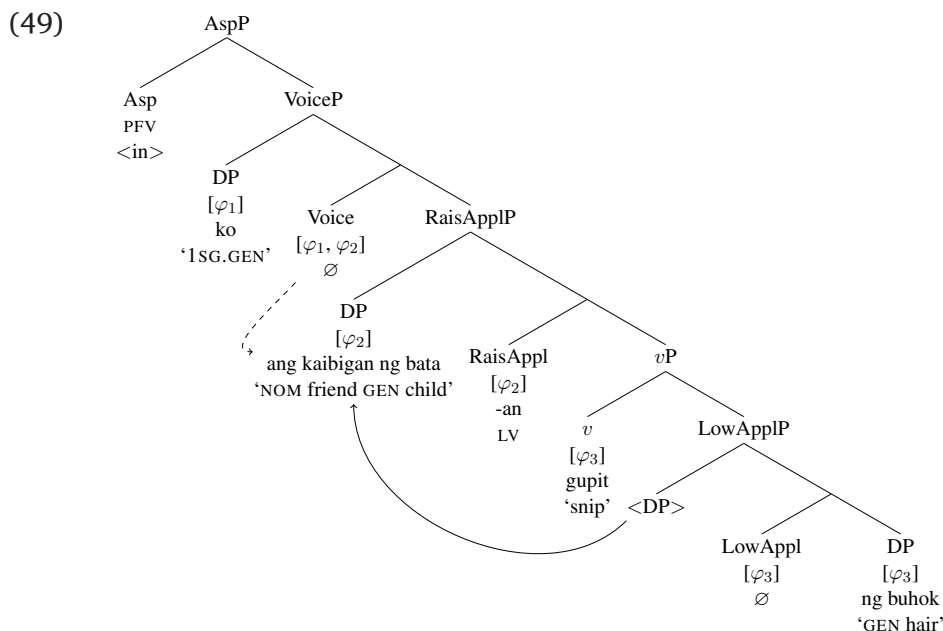 (49)
AspP
Asp
PFV
<in>
VoiceP
DP
[φ₁]
ko
‘1SG.GEN’
Voice
[φ₁, φ₂]
∅
RaisApplP
DP
[φ₂]
ang kaibigan ng bata
‘NOM friend GEN child’
RaisAppl
[φ₂]
-an
LV
vP
v
[φ₃]
gupit
‘snip’
LowApplP
<DP>
LowAppl
[φ₃]
∅
DP
[φ₃]
ng buhok
‘GEN hair’